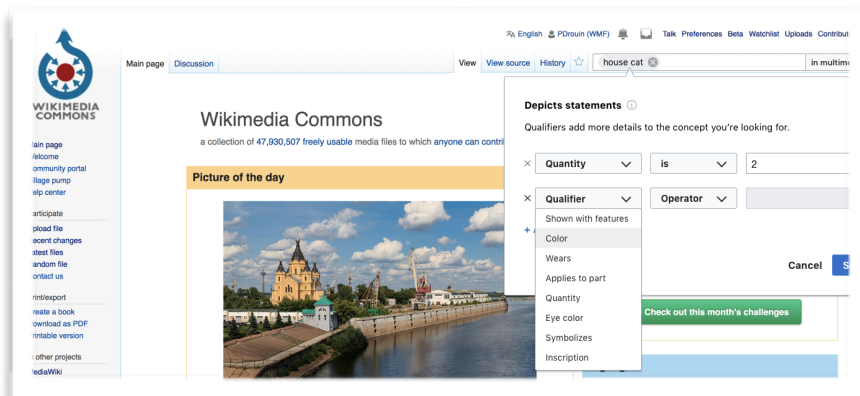 English PDrouin (WMF) Talk Preferences Beta Watchlist Uploads
Main page Discussion View View source History house cat in
WIKIMEDIA
COMMONS
Wikimedia Commons
a collection of 47,930,507 freely usable media files to which anyone can
Picture of the day
Depicts statements
Qualifiers add more details to the concept you're looking for.
Quantity is 2
Qualifier Operator
Shown with features
Color
Wears
Applies to part
Quantity
Eye color
Symbolizes
Inscription
Cancel
Check out this month's challenges
ain page
elcome
ommunity portal
illage pump
elp center
articipate
pload file
ecent changes
atest files
andom file
ontact us
rint/export
reate a book
ownload as PDF
rintable version
other projects
ediaWiki